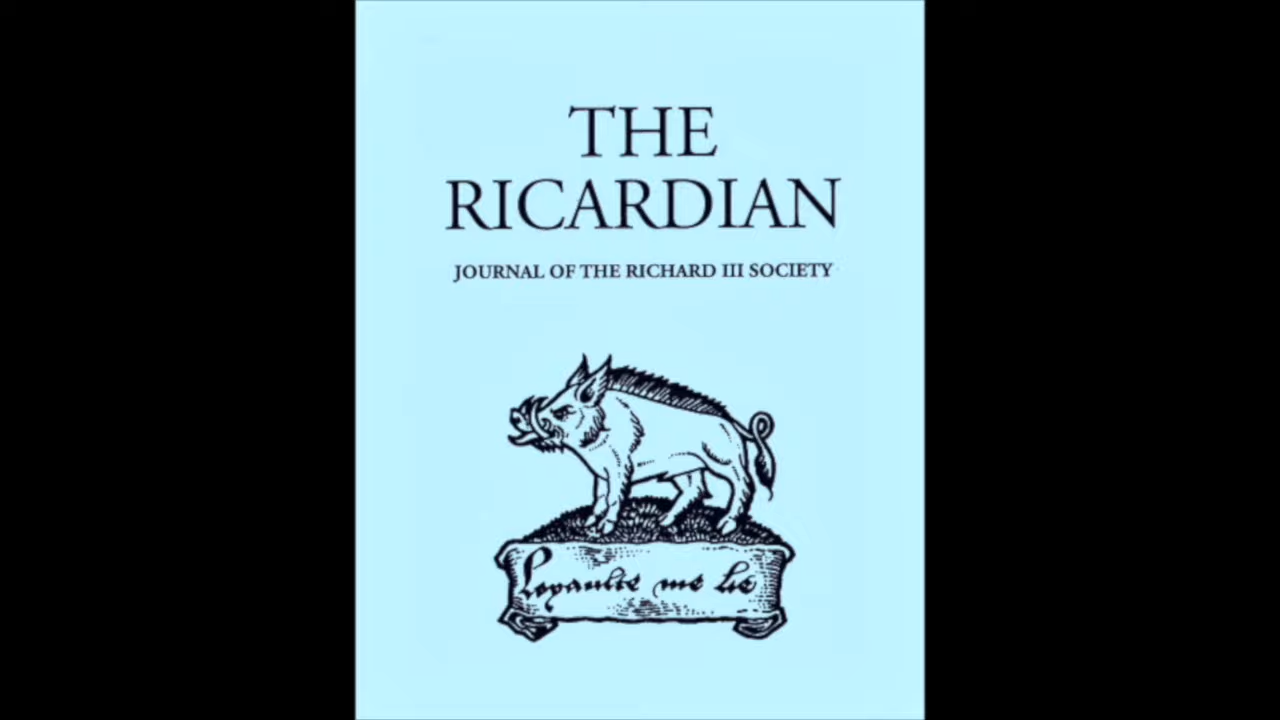 THE
RICARDIAN
JOURNAL OF THE RICHARD III SOCIETY
Loyaulte me lie